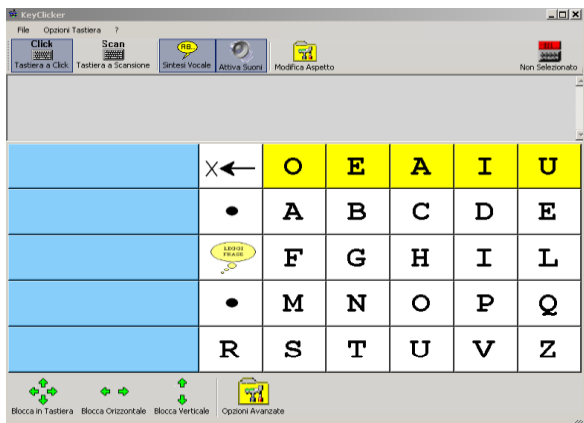 KeyClicker
File Opzioni Tastiera ?
Click Scan AB..
Tastiera a Click Tastiera a Scansione Sintesi Vocale Attiva Suoni Modifica Aspetto Non Selezionato
X O E A I U
A B C D E
LEGGI
FRASE
F G H I L
M N O P Q
R S T U V Z
Blocca in Tastiera Blocca Orizzontale Blocca Verticale Opzioni Avanzate